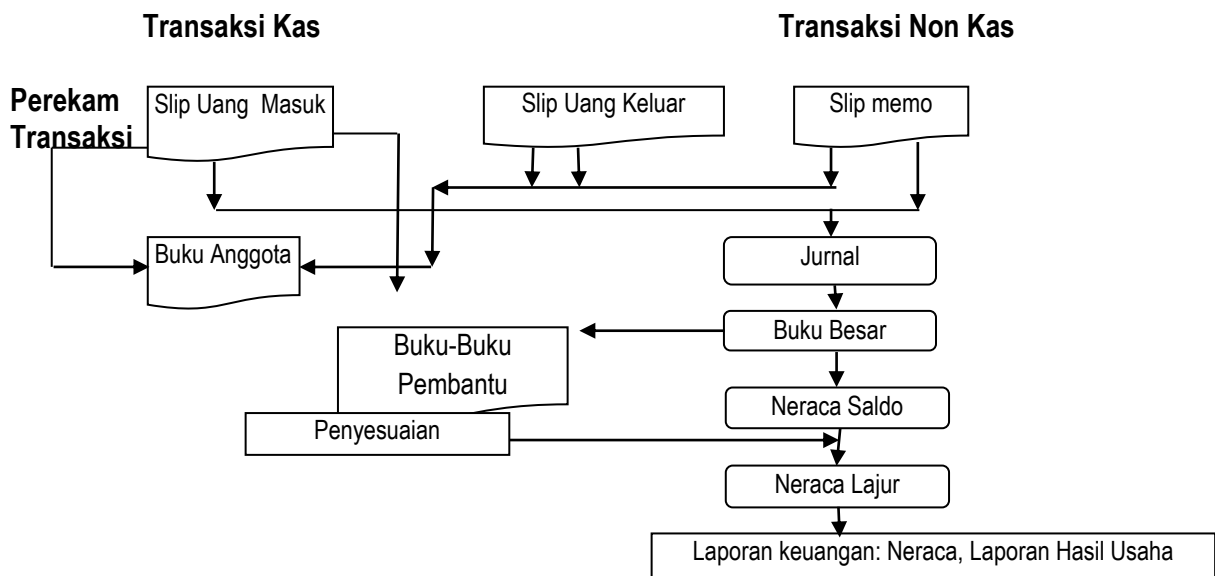 Transaksi Kas
Transaksi Non Kas
Perekam
Transaksi
Slip Uang Masuk
Slip Uang Keluar
Slip memo
Buku Anggota
Jurnal
Buku Besar
Buku-Buku
Pembantu
Neraca Saldo
Penyesuaian
Neraca Lajur
Laporan keuangan: Neraca, Laporan Hasil Usaha